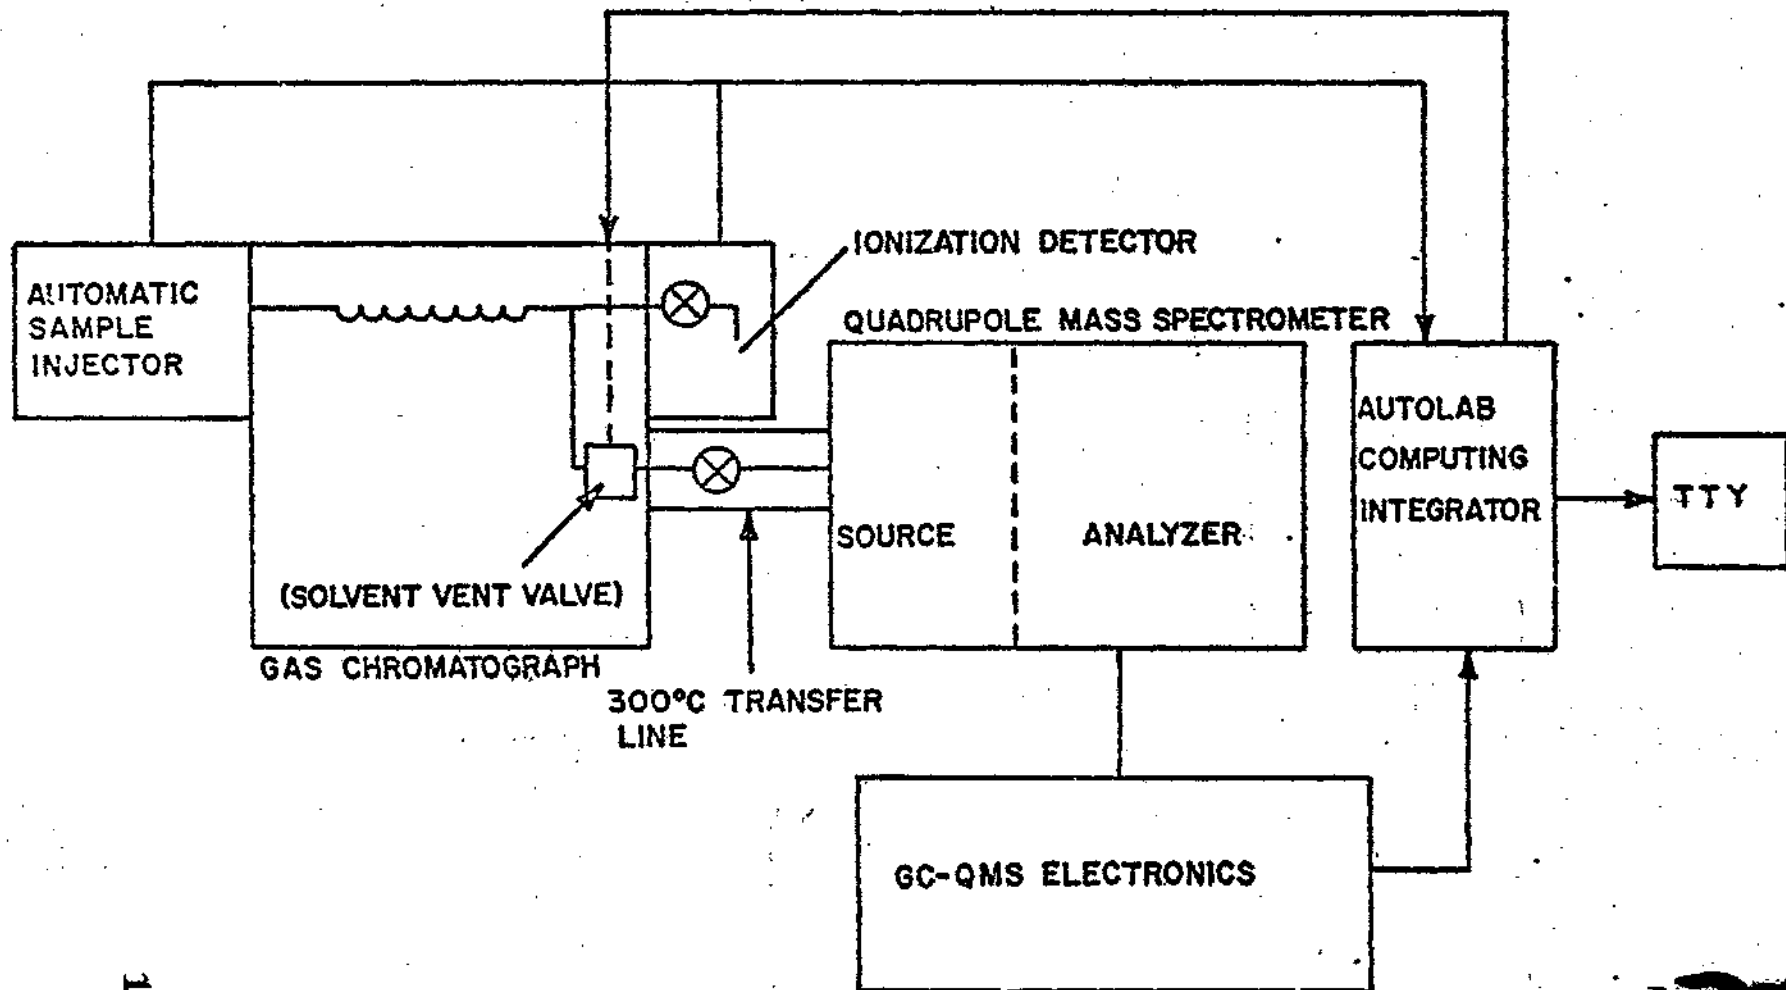 IONIZATION DETECTOR
AUTOMATIC
SAMPLE
INJECTOR
QUADRUPOLE MASS SPECTROMETER
AUTOLAB
COMPUTING
INTEGRATOR
TTY
SOURCE
ANALYZER
(SOLVENT VENT VALVE)
GAS CHROMATOGRAPH
300°C TRANSFER
LINE
GC-QMS ELECTRONICS
1